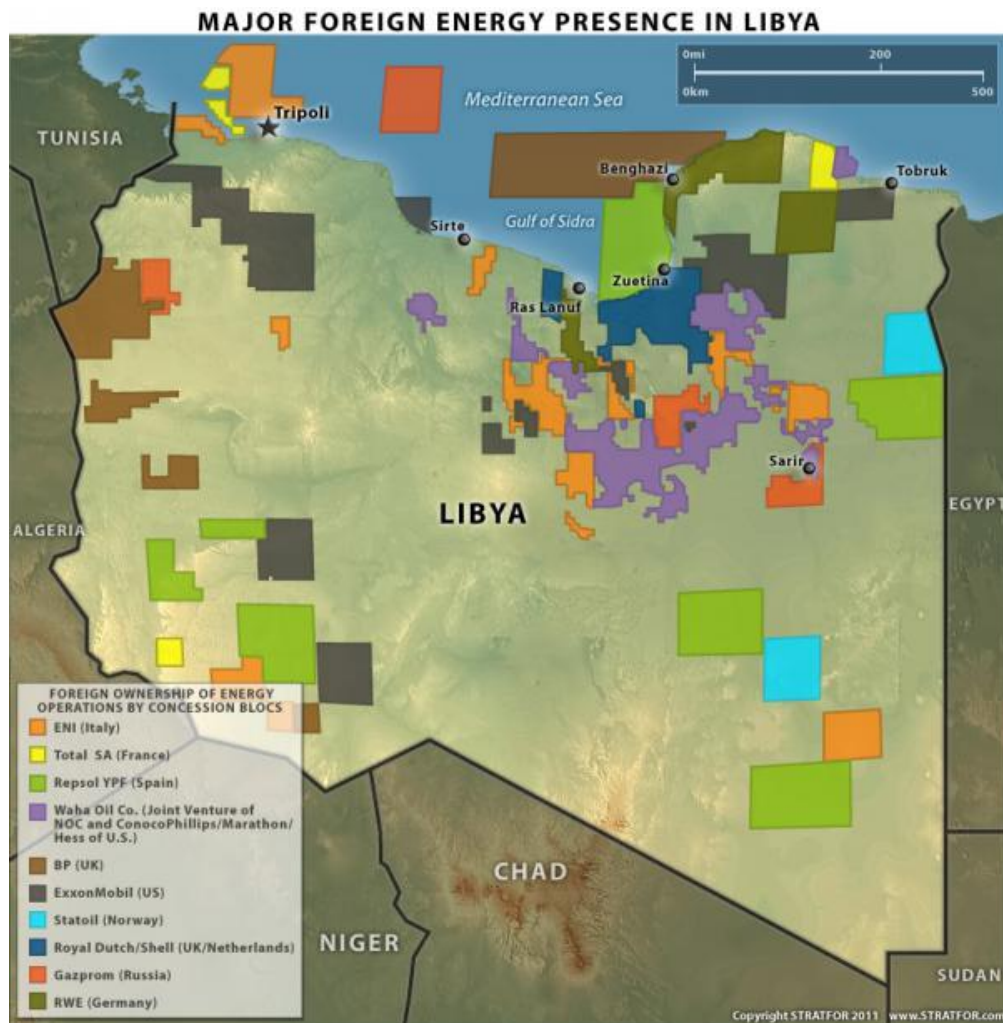 MAJOR FOREIGN ENERGY PRESENCE IN LIBYA
0mi 200
0km 500
Mediterranean Sea
Tripoli
TUNISIA
Benghazi
Tobruk
Gulf of Sidra
Sirte
Zuetina
Ras Lanuf
Sarir
LIBYA
ALGERIA
EGYPT
FOREIGN OWNERSHIP OF ENERGY
OPERATIONS BY CONCESSION BLOCS
ENI (Italy)
Total SA (France)
Repsol YPF (Spain)
Waha Oil Co. (Joint Venture of
NOC and ConocoPhillips/Marathon/
Hess of U.S.)
BP (UK)
ExxonMobil (US)
Statoil (Norway)
Royal Dutch/Shell (UK/Netherlands)
Gazprom (Russia)
RWE (Germany)
CHAD
NIGER
SUDAN
Copyright STRATFOR 2011 www.STRATFOR.com